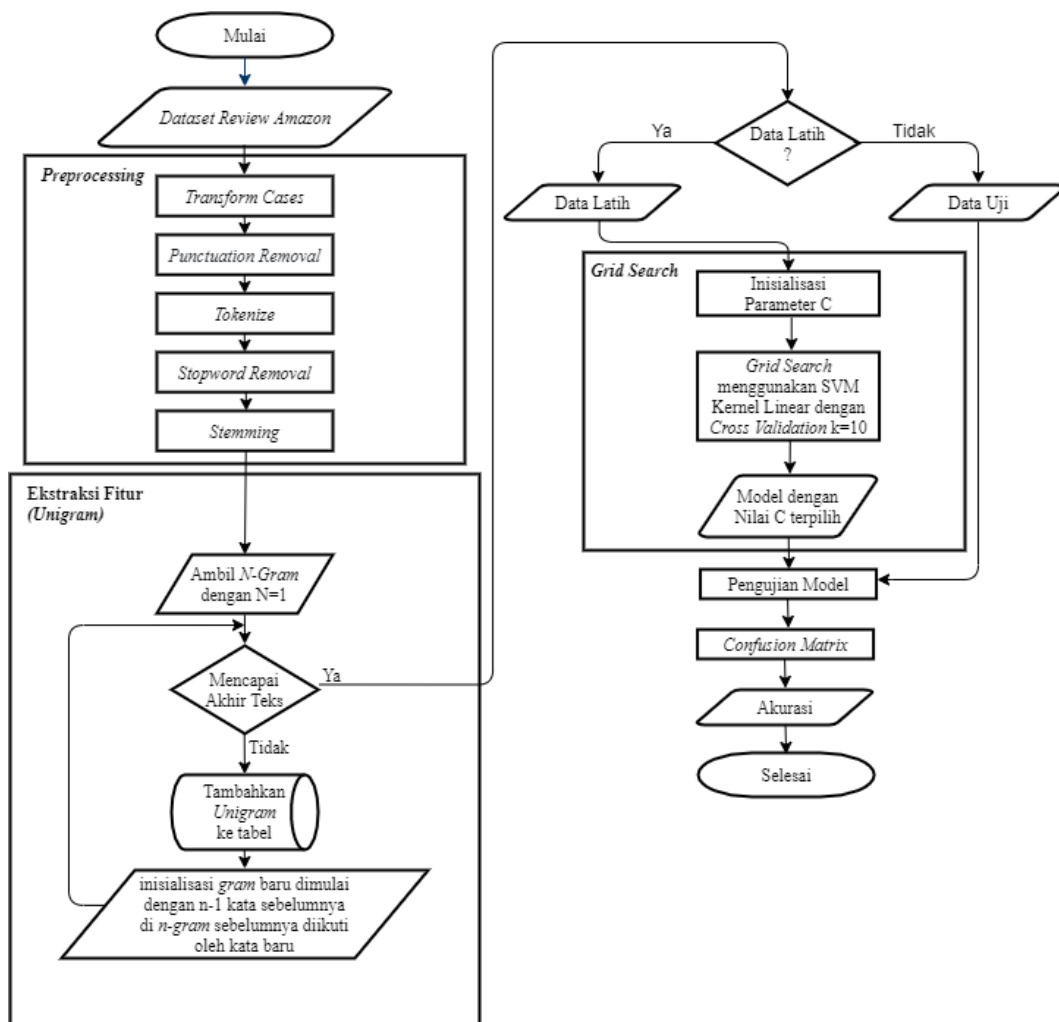 Mulai
Dataset Review Amazon
Preprocessing
Transform Cases
Punctuation Removal
Tokenize
Stopword Removal
Stemming
Ekstraksi Fitur
(Unigram)
Ambil N-Gram
dengan N=1
Mencapai
Akhir Teks
Ya
Tidak
Tambahkan
Unigram
ke tabel
inisialisasi gram baru dimulai
dengan n-1 kata sebelumnya
di n-gram sebelumnya diikuti
oleh kata baru
Data Latih
?
Ya
Tidak
Data Latih
Data Uji
Grid Search
Inisialisasi
Parameter C
Grid Search
menggunakan SVM
Kernel Linear dengan
Cross Validation k=10
Model dengan
Nilai C terpilih
Pengujian Model
Confusion Matrix
Akurasi
Selesai